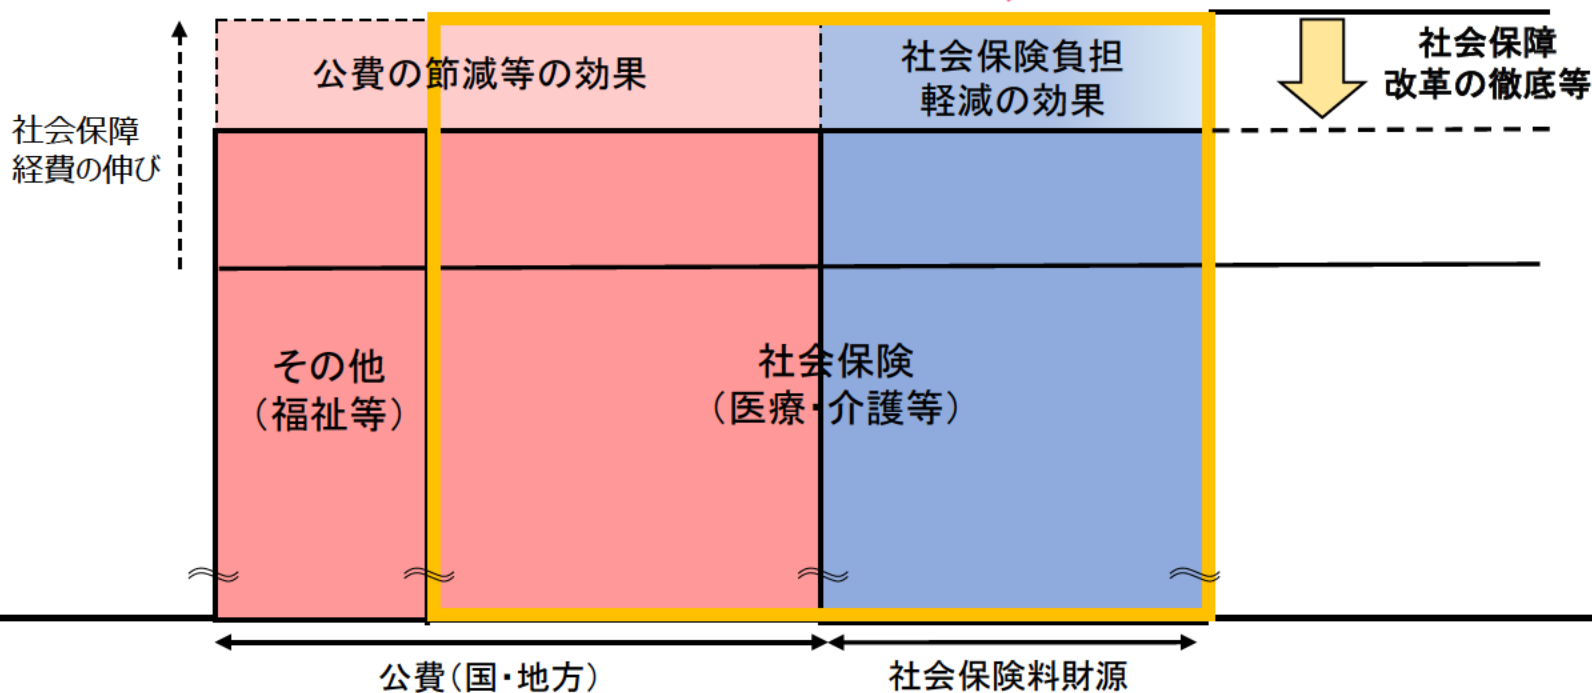 公費の節減等の効果
社会保険負担
軽減の効果
社会保障
改革の徹底等
社会保障
経費の伸び
その他
（福祉等）
社会保険
（医療・介護等）
公費（国・地方）
社会保険料財源